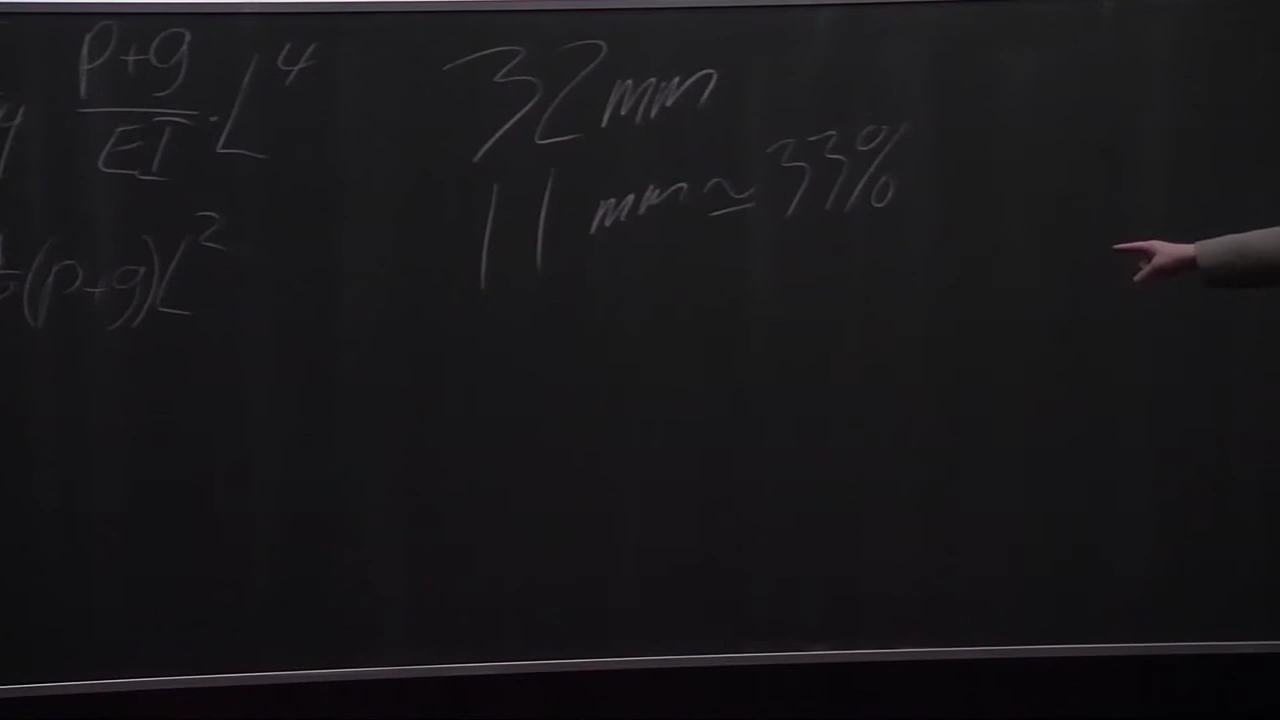 p+g
EI · L⁴
32 mm
11 mm ≃ 33%
(p+g)L²